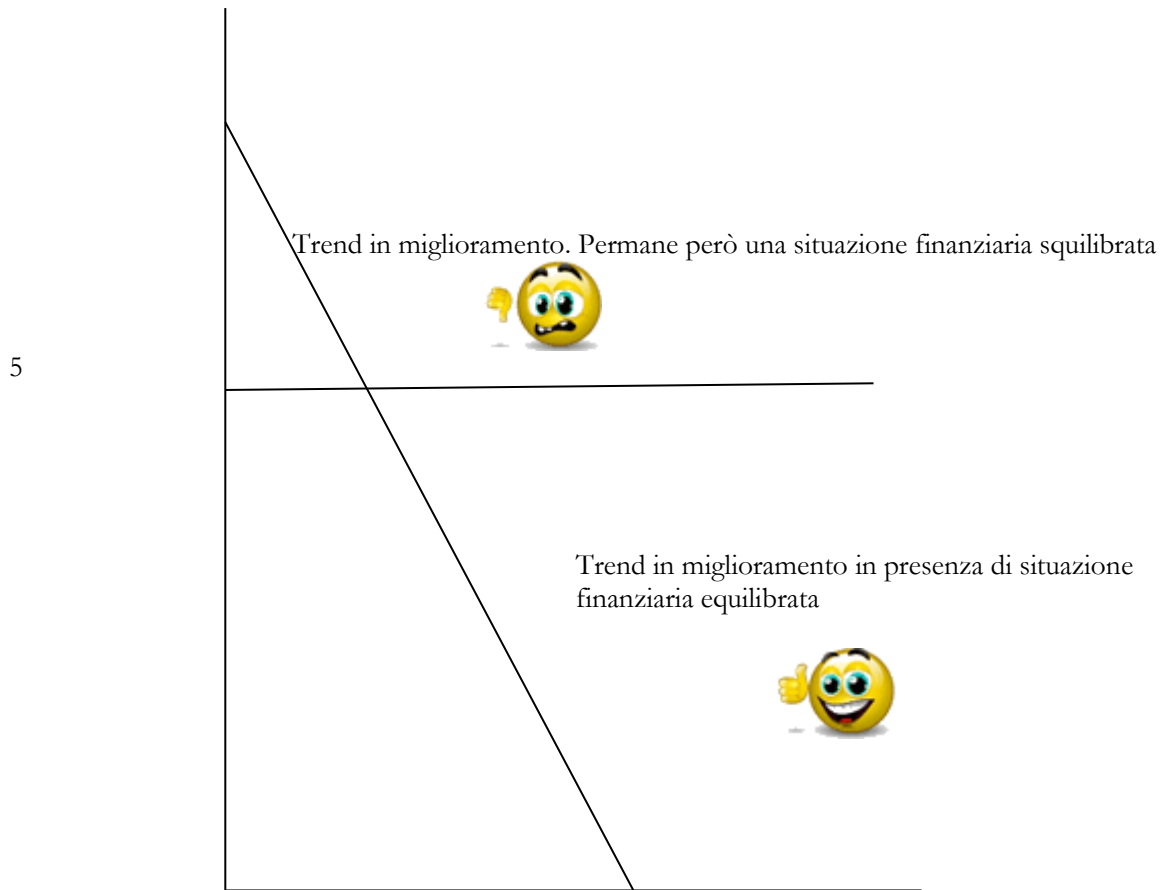 Trend in miglioramento. Permane però una situazione finanziaria squilibrata
5
Trend in miglioramento in presenza di situazione
finanziaria equilibrata